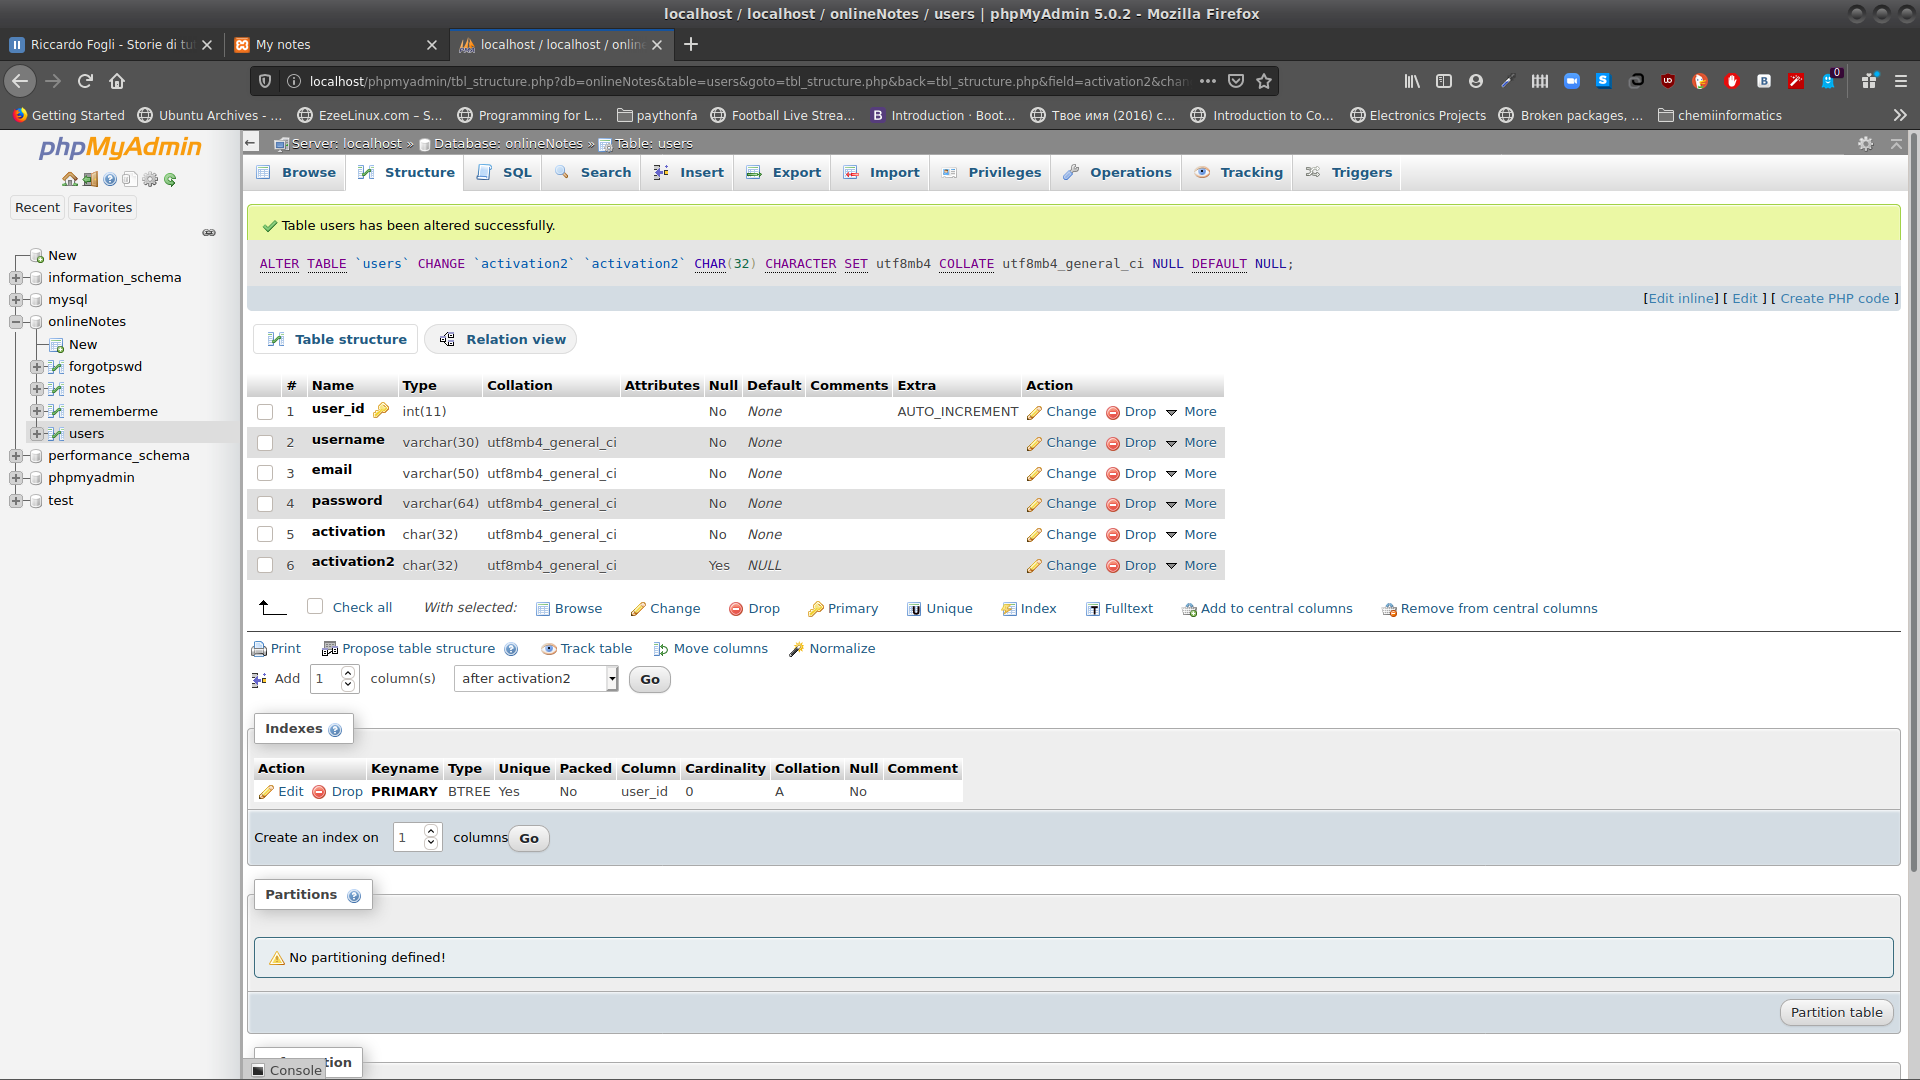 localhost / localhost / onlineNotes / users | phpMyAdmin 5.0.2 - Mozilla Firefox
Riccardo Fogli - Storie di tu
My notes
localhost / localhost / onlin
localhost/phpmyadmin/tbl_structure.php?db=onlineNotes&table=users&goto=tbl_structure.php&back=tbl_structure.php&field=activation2&chan
0
Getting Started Ubuntu Archives - ... EzeeLinux.com – S... Programming for L... paythonfa Football Live Strea... B Introduction · Boot... Твое имя (2016) с... Introduction to Co... Electronics Projects Broken packages, ... chemiinformatics
phpMyAdmin
Recent Favorites
New
information_schema
mysql
onlineNotes
New
forgotpswd
notes
rememberme
users
performance_schema
phpmyadmin
test
Server: localhost » Database: onlineNotes » Table: users
Browse Structure SQL Search Insert Export Import Privileges Operations Tracking Triggers
Table users has been altered successfully.
ALTER TABLE `users` CHANGE `activation2` `activation2` CHAR(32) CHARACTER SET utf8mb4 COLLATE utf8mb4_general_ci NULL DEFAULT NULL;
[Edit inline] [ Edit ] [ Create PHP code ]
Table structure Relation view
# Name Type Collation Attributes Null Default Comments Extra Action
1 user_id int(11) No None AUTO_INCREMENT Change Drop More
2 username varchar(30) utf8mb4_general_ci No None Change Drop More
3 email varchar(50) utf8mb4_general_ci No None Change Drop More
4 password varchar(64) utf8mb4_general_ci No None Change Drop More
5 activation char(32) utf8mb4_general_ci No None Change Drop More
6 activation2 char(32) utf8mb4_general_ci Yes NULL Change Drop More
Check all With selected: Browse Change Drop Primary Unique Index Fulltext Add to central columns Remove from central columns
Print Propose table structure Track table Move columns Normalize
Add 1 column(s) after activation2 Go
Indexes
Action Keyname Type Unique Packed Column Cardinality Collation Null Comment
Edit Drop PRIMARY BTREE Yes No user_id 0 A No
Create an index on 1 columns Go
Partitions
No partitioning defined!
Partition table
Console